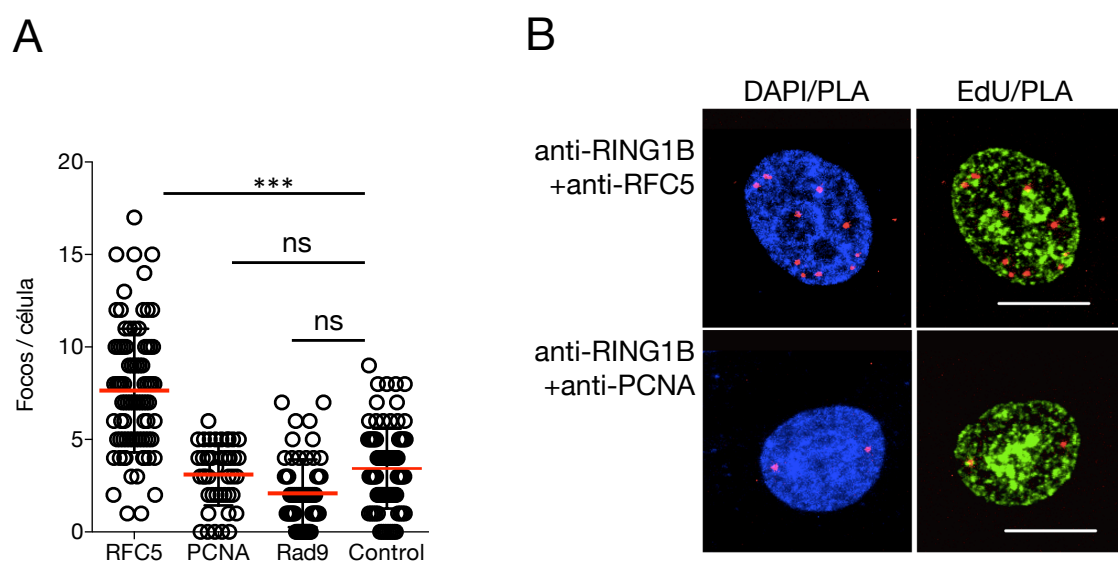 A
Focos / célula
20
15
10
5
0
***
ns
ns
RFC5 PCNA Rad9 Control
B
DAPI/PLA EdU/PLA
anti-RING1B
+anti-RFC5
anti-RING1B
+anti-PCNA